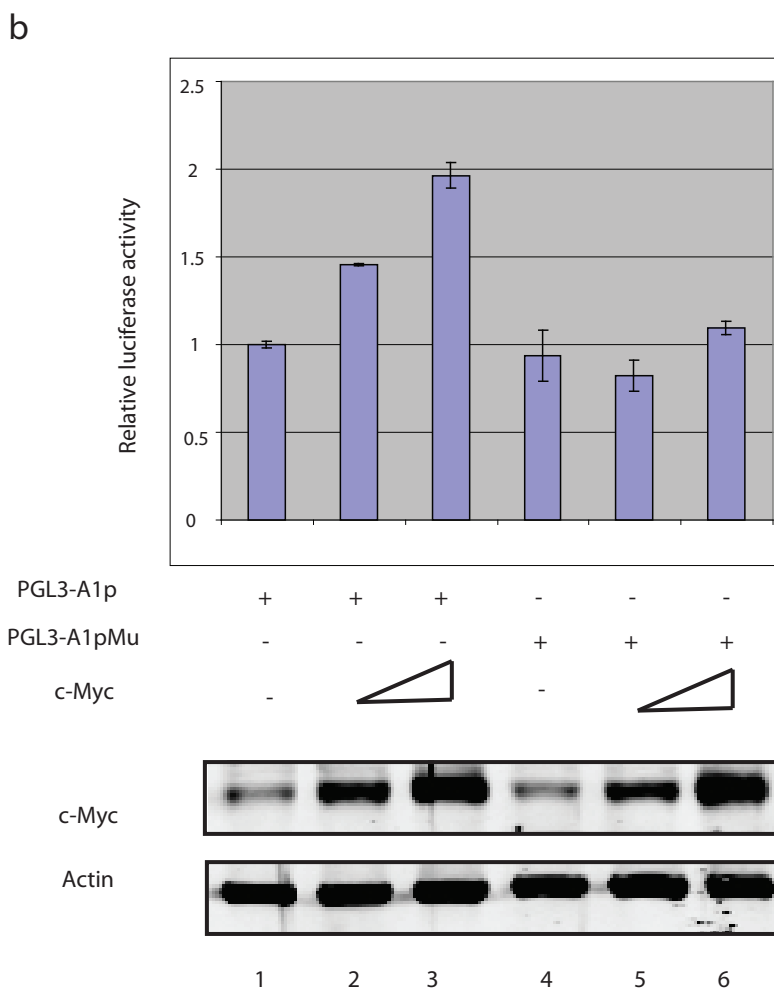 b
2.5
2
1.5
1
0.5
0
Relative luciferase activity
PGL3-A1p + + + - - -
PGL3-A1pMu - - - + + +
c-Myc - -
c-Myc
Actin
1 2 3 4 5 6